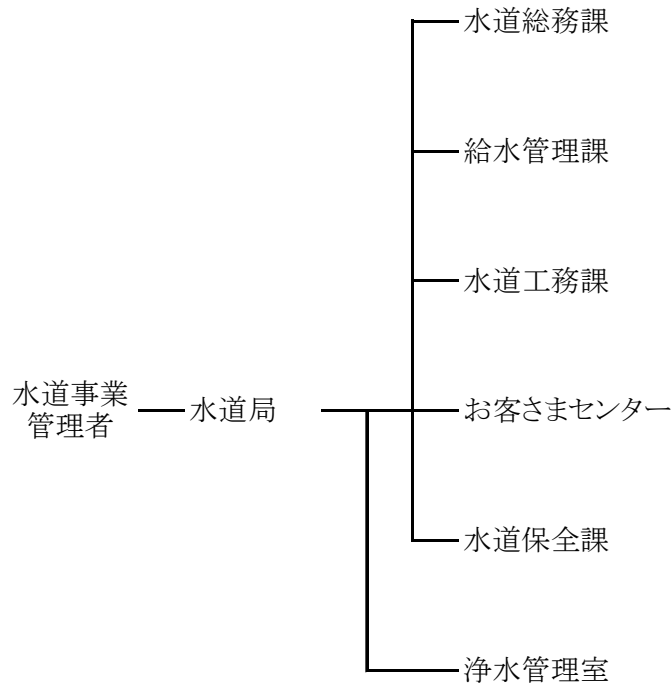 水道総務課
給水管理課
水道工務課
水道事業
管理者
水道局
お客さまセンター
水道保全課
浄水管理室